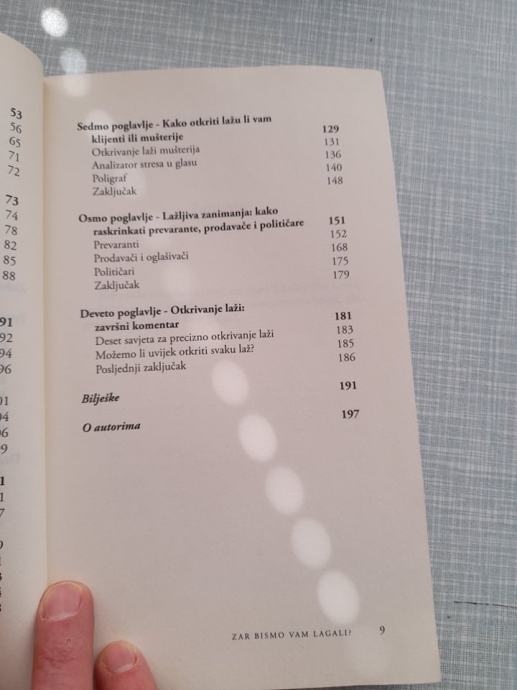 53
56
65
71
72
73
74
78
82
85
88
91
92
94
96
Sedmo poglavlje - Kako otkriti lažu li vam
klijenti ili mušterije 129
Otkrivanje laži mušterija 131
Analizator stresa u glasu 136
Poligraf 140
Zaključak 148
Osmo poglavlje - Lažljiva zanimanja: kako
raskrinkati prevarante, prodavače i političare 151
Prevaranti 152
Prodavači i oglašivači 168
Političari 175
Zaključak 179
Deveto poglavlje - Otkrivanje laži:
završni komentar 181
Deset savjeta za precizno otkrivanje laži 183
Možemo li uvijek otkriti svaku laž? 185
Posljednji zaključak 186
Bilješke 191
O autorima 197
ZAR BISMO VAM LAGALI? 9